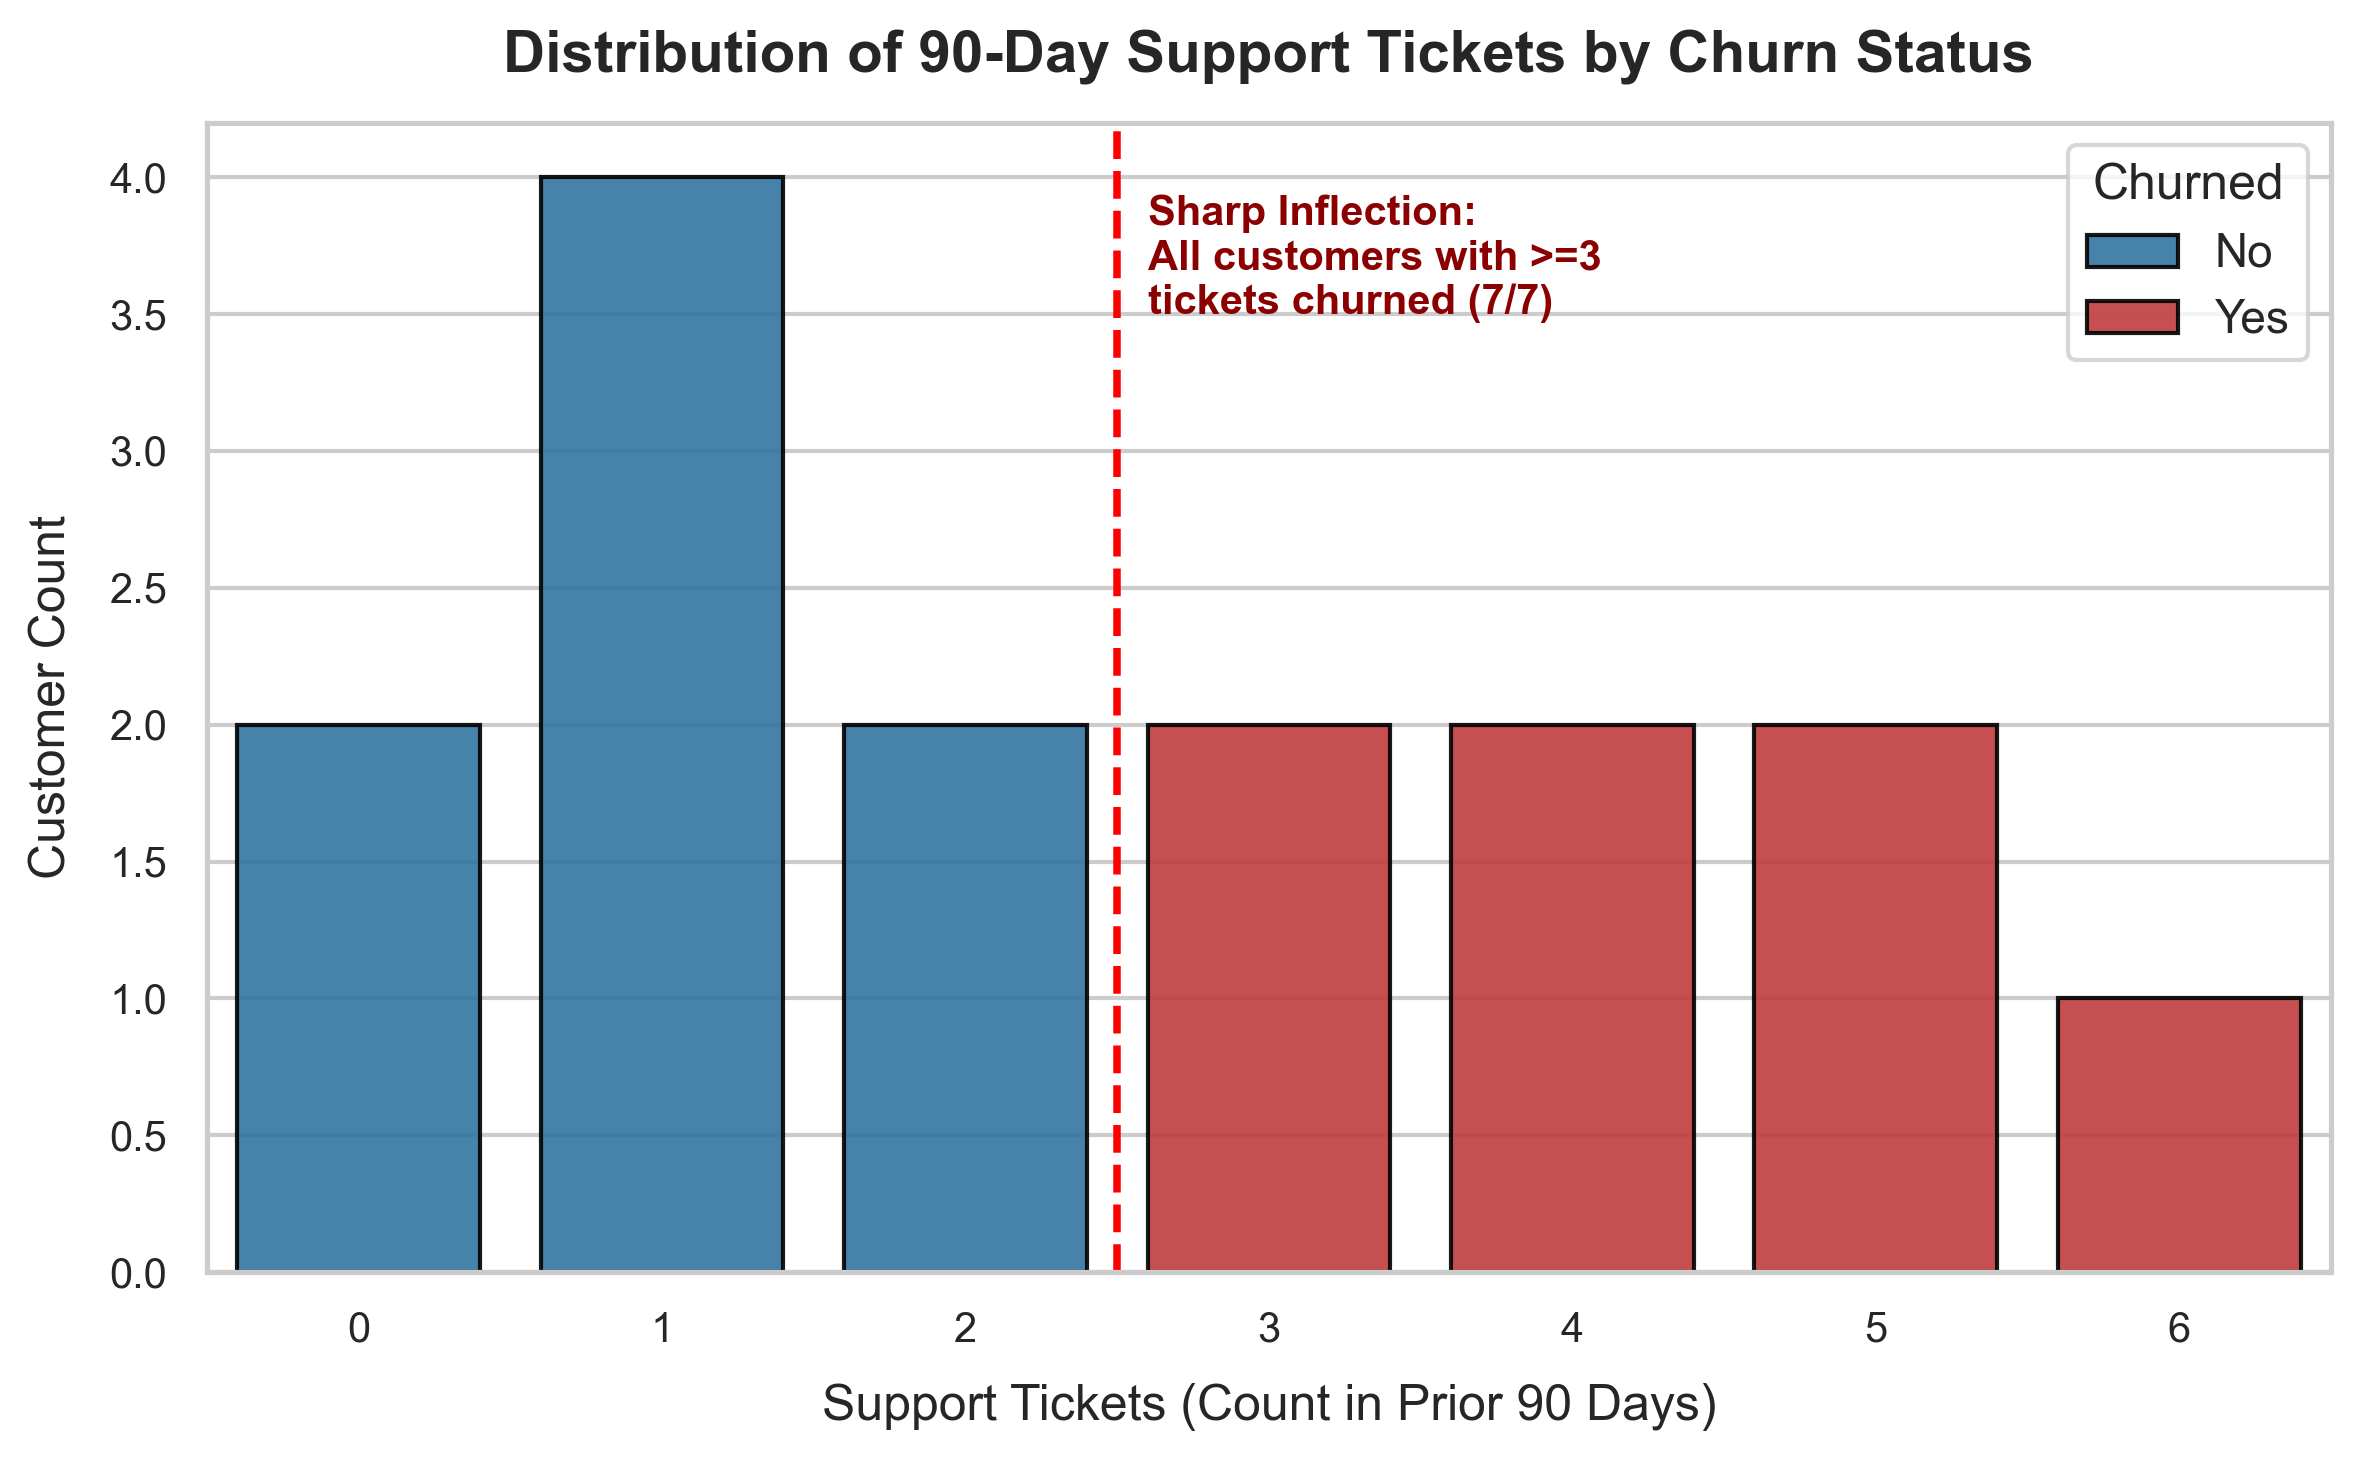 Distribution of 90-Day Support Tickets by Churn Status
4.0
3.5
3.0
2.5
2.0
1.5
1.0
0.5
0.0
Customer Count
Sharp Inflection:
All customers with >=3
tickets churned (7/7)
Churned
No
Yes
0 1 2 3 4 5 6
Support Tickets (Count in Prior 90 Days)